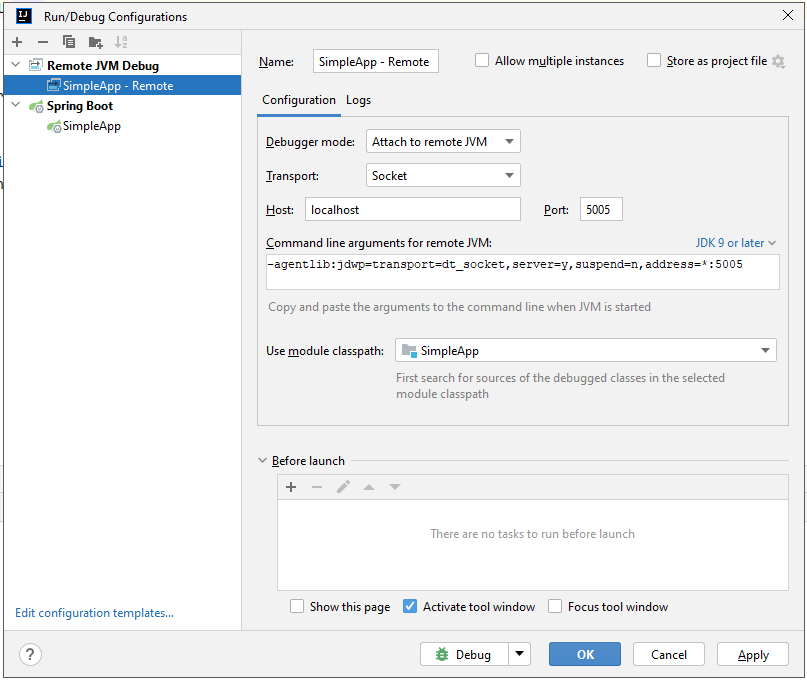 Run/Debug Configurations
Remote JVM Debug
SimpleApp - Remote
Spring Boot
SimpleApp
Edit configuration templates...
Name: SimpleApp - Remote Allow multiple instances Store as project file
Configuration Logs
Debugger mode: Attach to remote JVM
Transport: Socket
Host: localhost Port: 5005
Command line arguments for remote JVM: JDK 9 or later
-agentlib:jdwp=transport=dt_socket,server=y,suspend=n,address=*:5005
Copy and paste the arguments to the command line when JVM is started
Use module classpath: SimpleApp
First search for sources of the debugged classes in the selected
module classpath
Before launch
There are no tasks to run before launch
Show this page Activate tool window Focus tool window
? Debug OK Cancel Apply